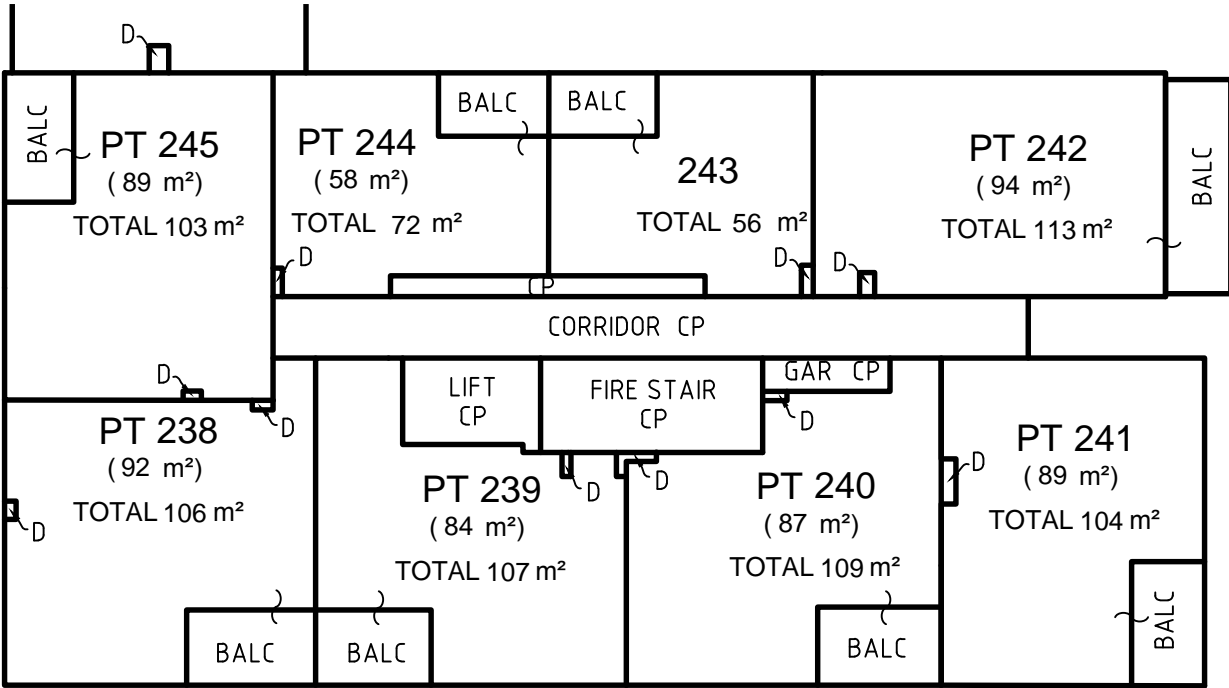 D
BALC
PT 245
( 89 m²)
TOTAL 103 m²
PT 244
( 58 m²)
TOTAL 72 m²
BALC
BALC
243
TOTAL 56 m²
PT 242
( 94 m²)
TOTAL 113 m²
BALC
D
D
D
CP
CORRIDOR CP
D
D
PT 238
( 92 m²)
TOTAL 106 m²
D
BALC
LIFT
CP
FIRE STAIR
CP
GAR CP
D
PT 239
( 84 m²)
TOTAL 107 m²
D
D
BALC
PT 240
( 87 m²)
TOTAL 109 m²
BALC
PT 241
( 89 m²)
TOTAL 104 m²
D
BALC